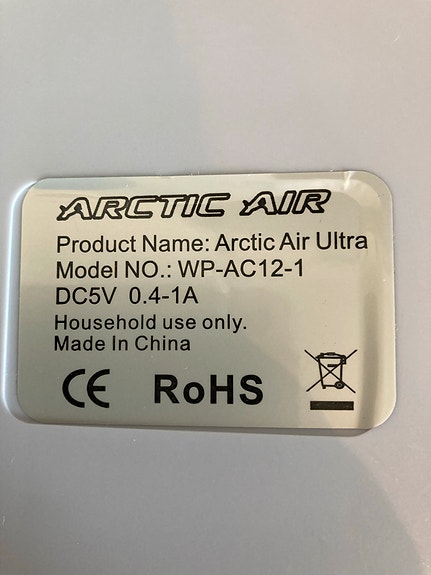 ARCTIC AIR
Product Name: Arctic Air Ultra
Model NO.: WP-AC12-1
DC5V 0.4-1A
Household use only.
Made In China
CE RoHS